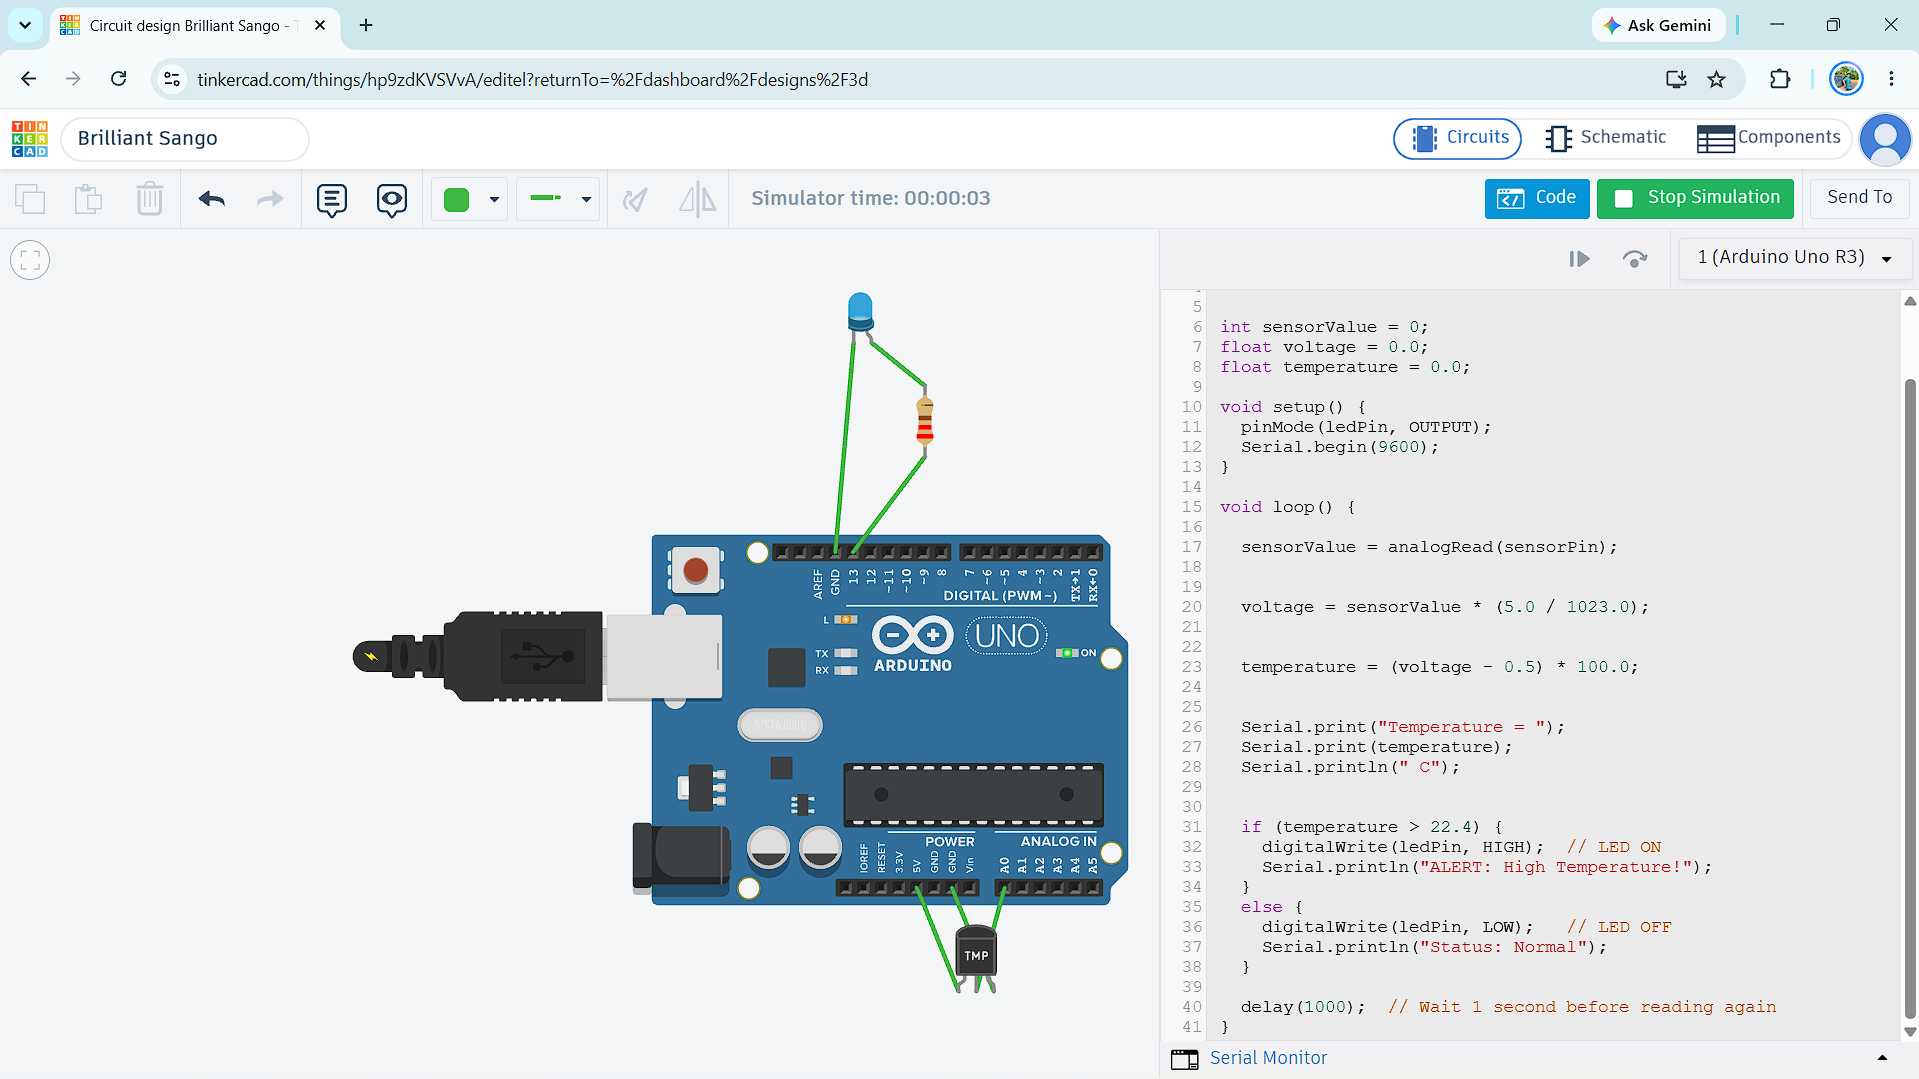 Circuit design Brilliant Sango -
Ask Gemini
tinkercad.com/things/hp9zdKVSVvA/editel?returnTo=%2Fdashboard%2Fdesigns%2F3d
TIN
KER
CAD
Brilliant Sango
Circuits
Schematic
Components
Simulator time: 00:00:03
Code
Stop Simulation
Send To
1 (Arduino Uno R3)
5
6 int sensorValue = 0;
7 float voltage = 0.0;
8 float temperature = 0.0;
9
10 void setup() {
11 pinMode(ledPin, OUTPUT);
12 Serial.begin(9600);
13 }
14
15 void loop() {
16
17 sensorValue = analogRead(sensorPin);
18
19
20 voltage = sensorValue * (5.0 / 1023.0);
21
22
23 temperature = (voltage - 0.5) * 100.0;
24
25
26 Serial.print("Temperature = ");
27 Serial.print(temperature);
28 Serial.println(" C");
29
30
31 if (temperature > 22.4) {
32 digitalWrite(ledPin, HIGH); // LED ON
33 Serial.println("ALERT: High Temperature!");
34 }
35 else {
36 digitalWrite(ledPin, LOW); // LED OFF
37 Serial.println("Status: Normal");
38 }
39
40 delay(1000); // Wait 1 second before reading again
41 }
Serial Monitor
AREF GND 13 12 ~11 ~10 ~9 8 7 ~6 ~5 4 ~3 2 TX→1 RX←0
DIGITAL (PWM~)
L
TX
RX
ARDUINO
UNO
ON
SPK16.000G
POWER
ANALOG IN
IOREF RESET 3.3V 5V GND GND Vin A0 A1 A2 A3 A4 A5
TMP